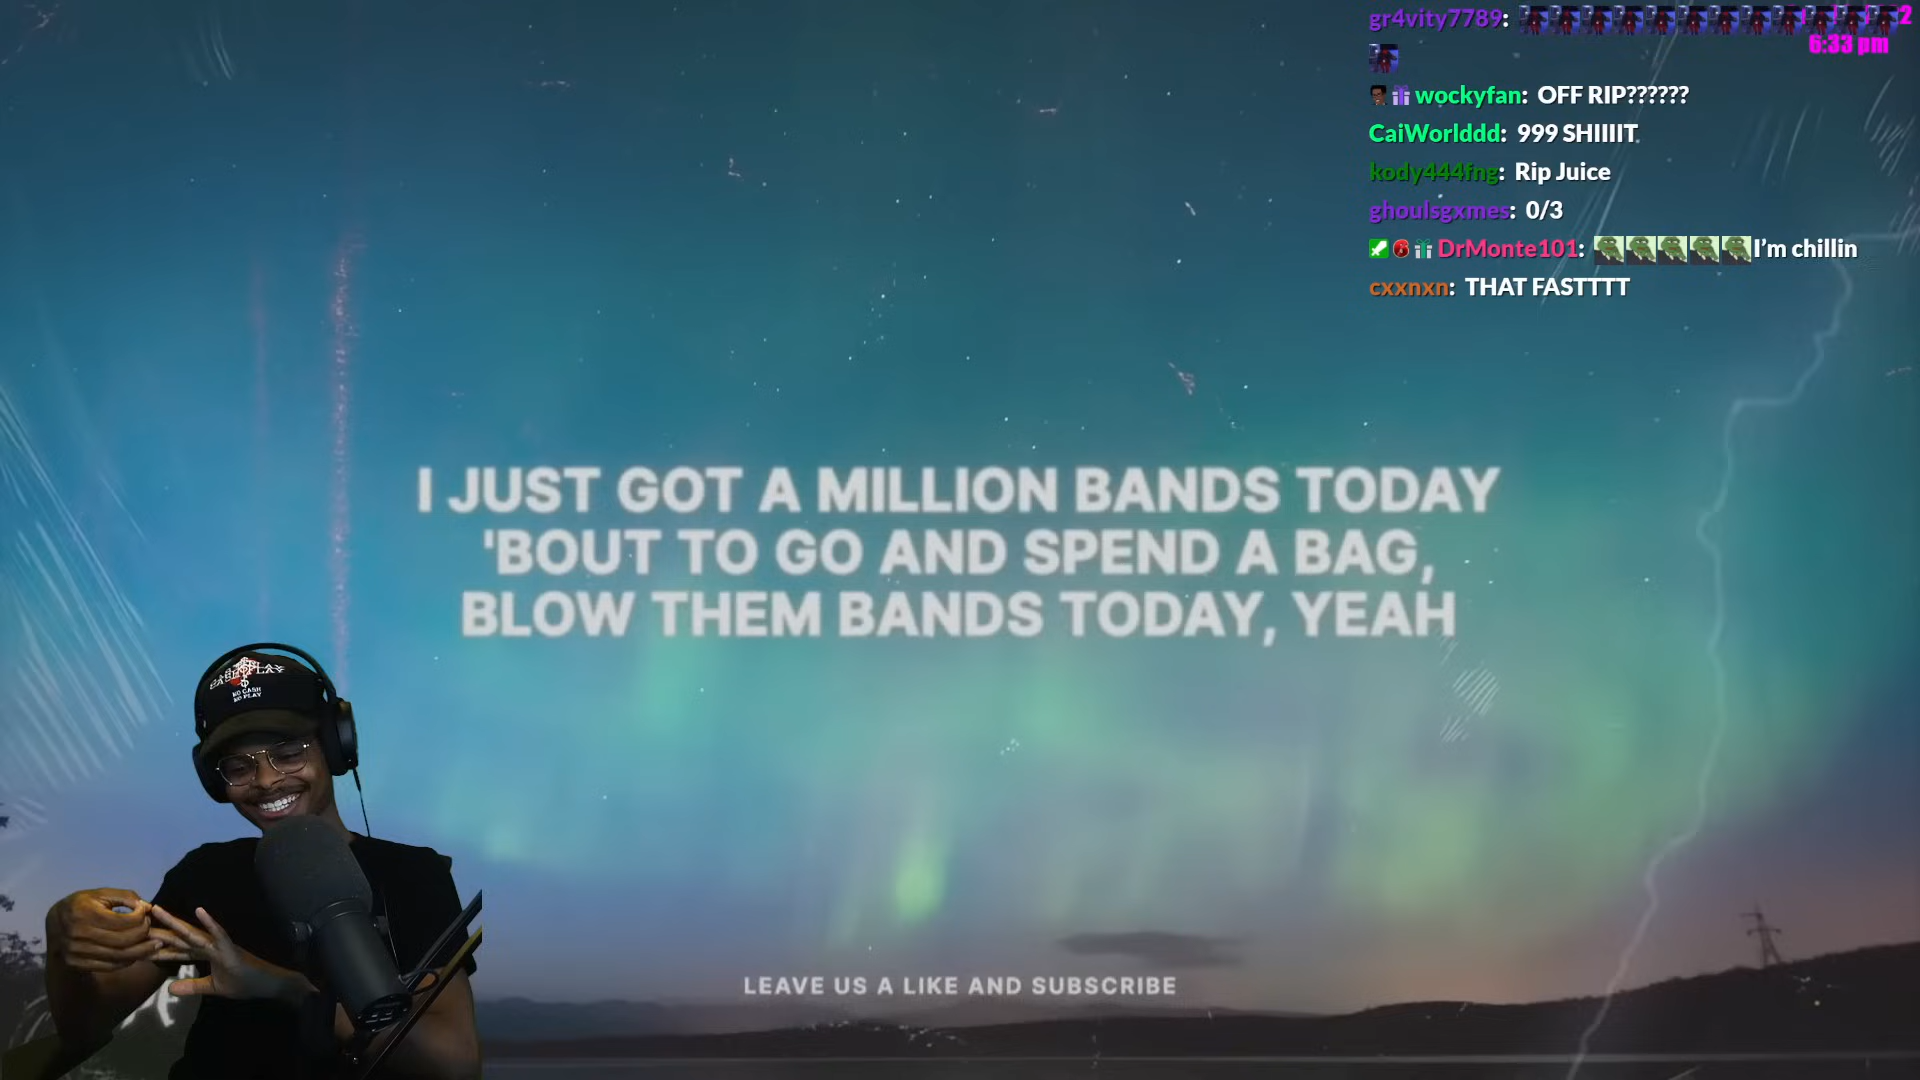 gr4vity7789:
6:33 pm
wockyfan: OFF RIP??????
CaiWorlddd: 999 SHIIIIT
kody444fng: Rip Juice
ghoulsgxmes: 0/3
DrMonte101: I'm chillin
cxxnxn: THAT FASTTTT
I JUST GOT A MILLION BANDS TODAY
'BOUT TO GO AND SPEND A BAG,
BLOW THEM BANDS TODAY, YEAH
NO CASH
NO PLAY
LEAVE US A LIKE AND SUBSCRIBE